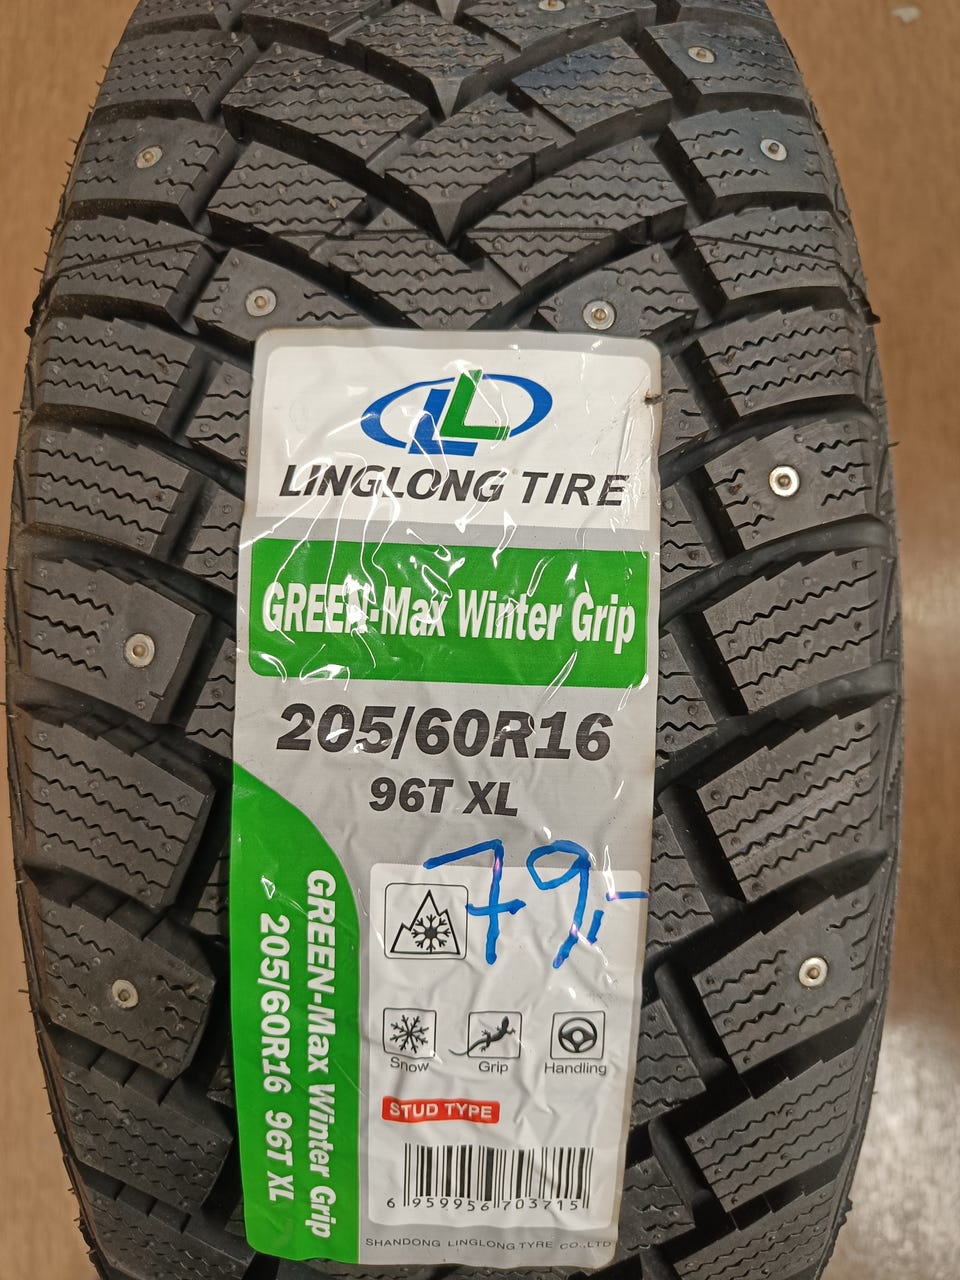 LINGLONG TIRE
GREEN-Max Winter Grip
205/60R16
96T XL
79,-
Snow
Grip
Handling
STUD TYPE
6 959956 703715
SHANDONG LINGLONG TYRE CO.,LTD
GREEN-Max Winter Grip
205/60R16 96T XL